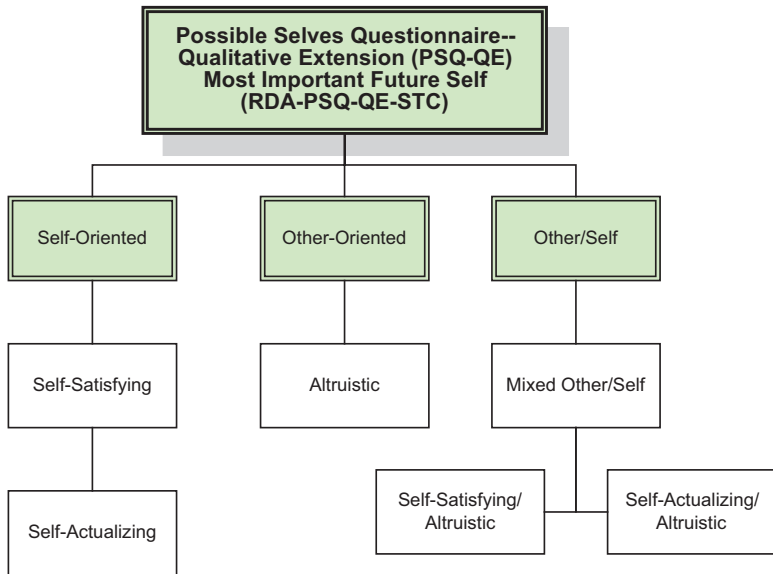 Possible Selves Questionnaire--
Qualitative Extension (PSQ-QE)
Most Important Future Self
(RDA-PSQ-QE-STC)
Self-Oriented
Other-Oriented
Other/Self
Self-Satisfying
Altruistic
Mixed Other/Self
Self-Actualizing
Self-Satisfying/
Altruistic
Self-Actualizing/
Altruistic